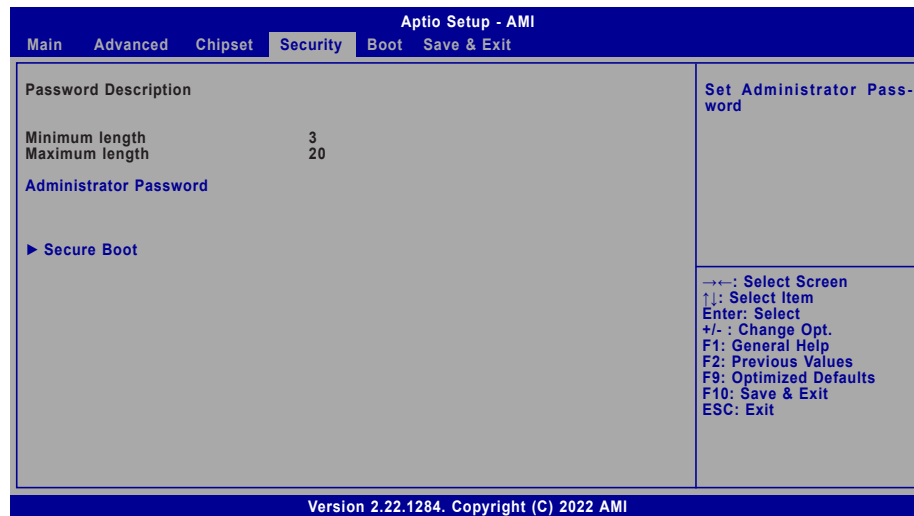 Aptio Setup - AMI
Main Advanced Chipset Security Boot Save & Exit
Password Description
Minimum length 3
Maximum length 20
Administrator Password
► Secure Boot
Set Administrator Pass-
word
→←: Select Screen
↑↓: Select Item
Enter: Select
+/- : Change Opt.
F1: General Help
F2: Previous Values
F9: Optimized Defaults
F10: Save & Exit
ESC: Exit
Version 2.22.1284. Copyright (C) 2022 AMI